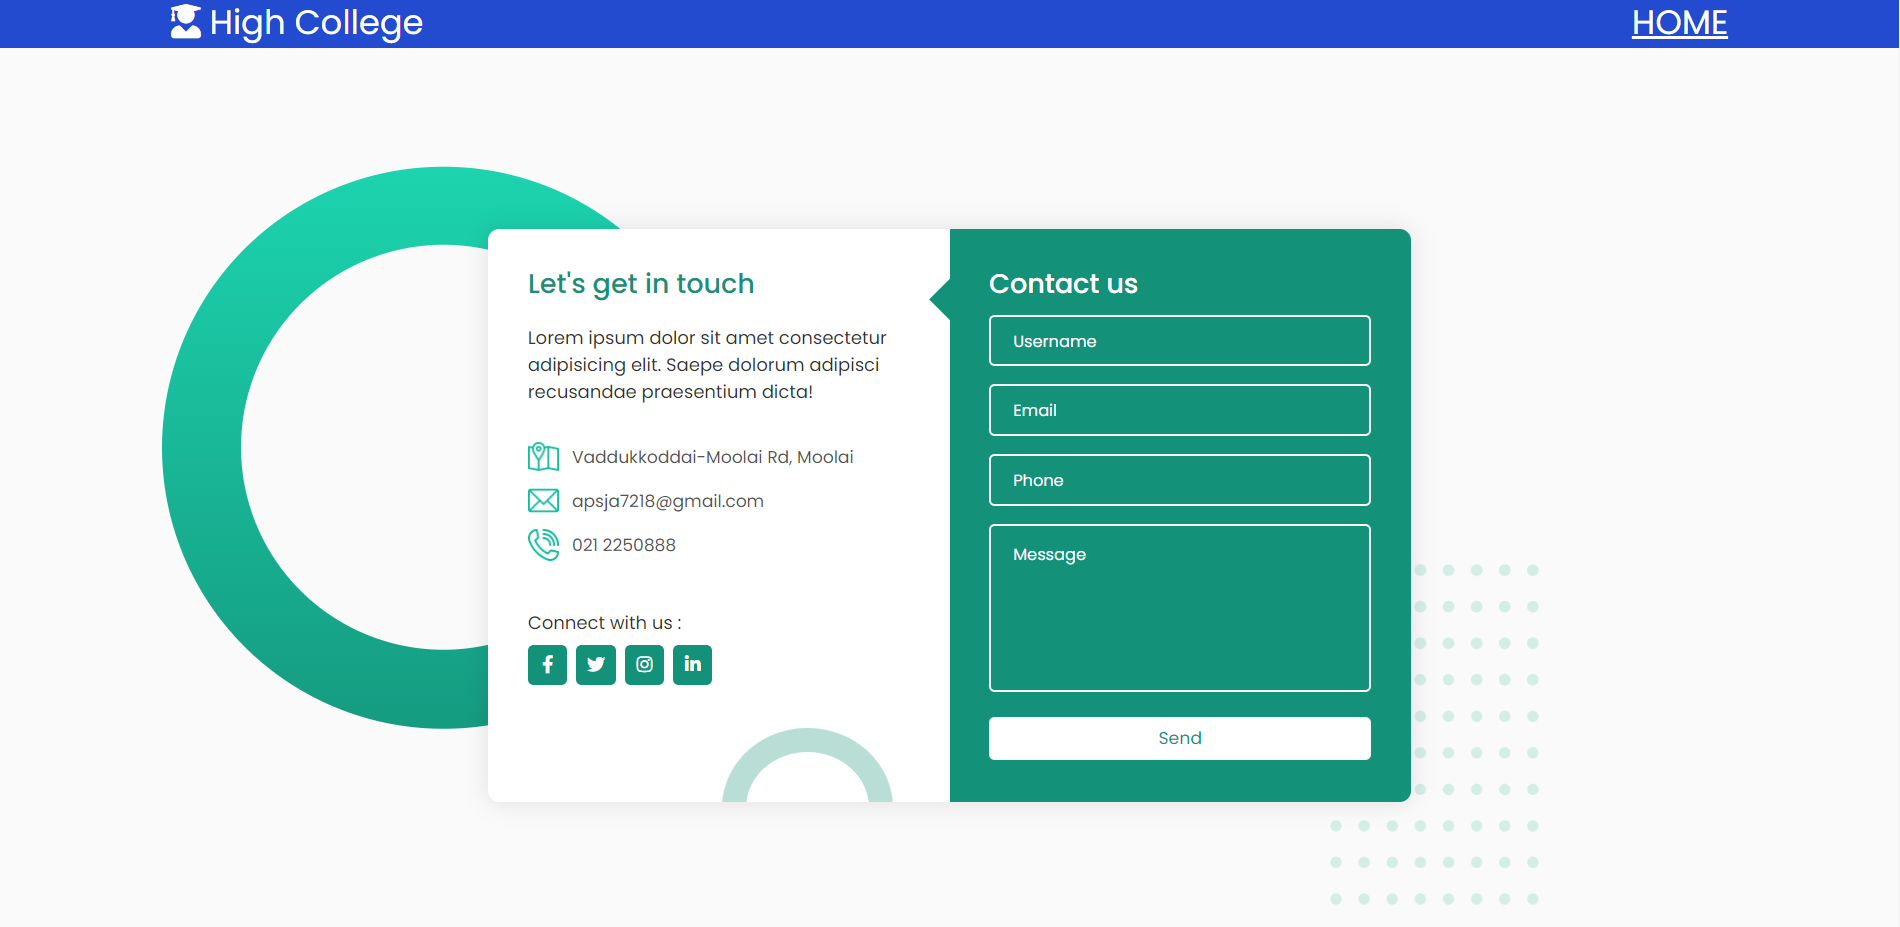 High College
HOME
Let's get in touch
Lorem ipsum dolor sit amet consectetur
adipisicing elit. Saepe dolorum adipisci
recusandae praesentium dicta!
Vaddukkoddai-Moolai Rd, Moolai
apsja7218@gmail.com
021 2250888
Connect with us :
Contact us
Username
Email
Phone
Message
Send